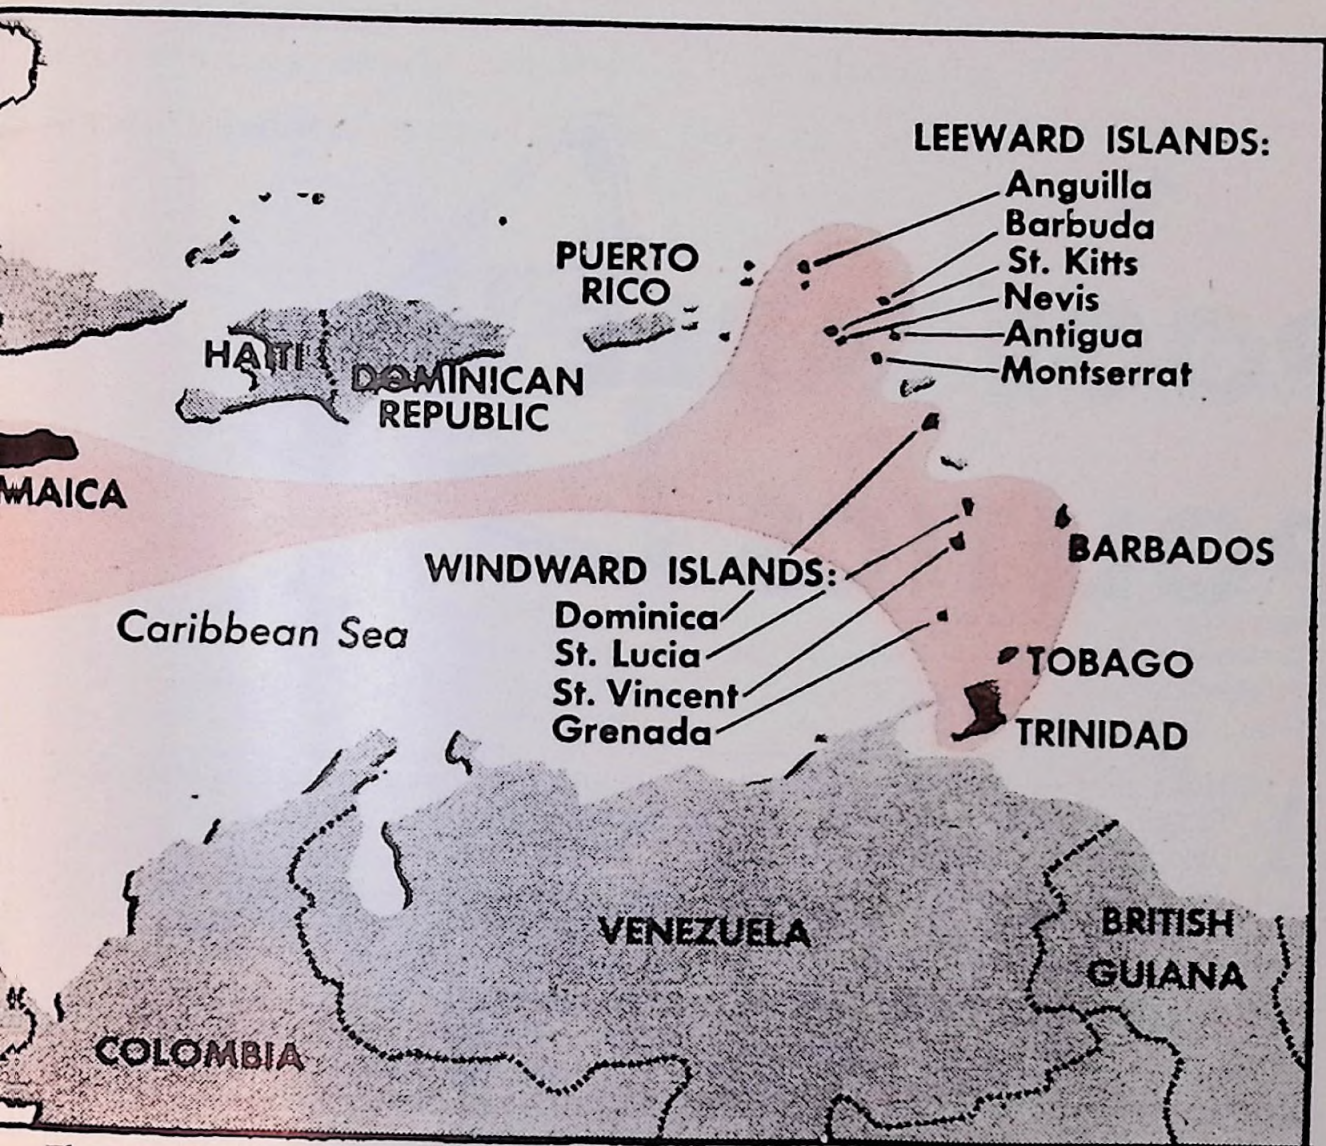 LEEWARD ISLANDS:
Anguilla
Barbuda
St. Kitts
Nevis
Antigua
Montserrat
PUERTO
RICO
HAITI
DOMINICAN
REPUBLIC
MAICA
BARBADOS
WINDWARD ISLANDS:
Dominica
St. Lucia
St. Vincent
Grenada
Caribbean Sea
TOBAGO
TRINIDAD
VENEZUELA
BRITISH
GUIANA
COLOMBIA